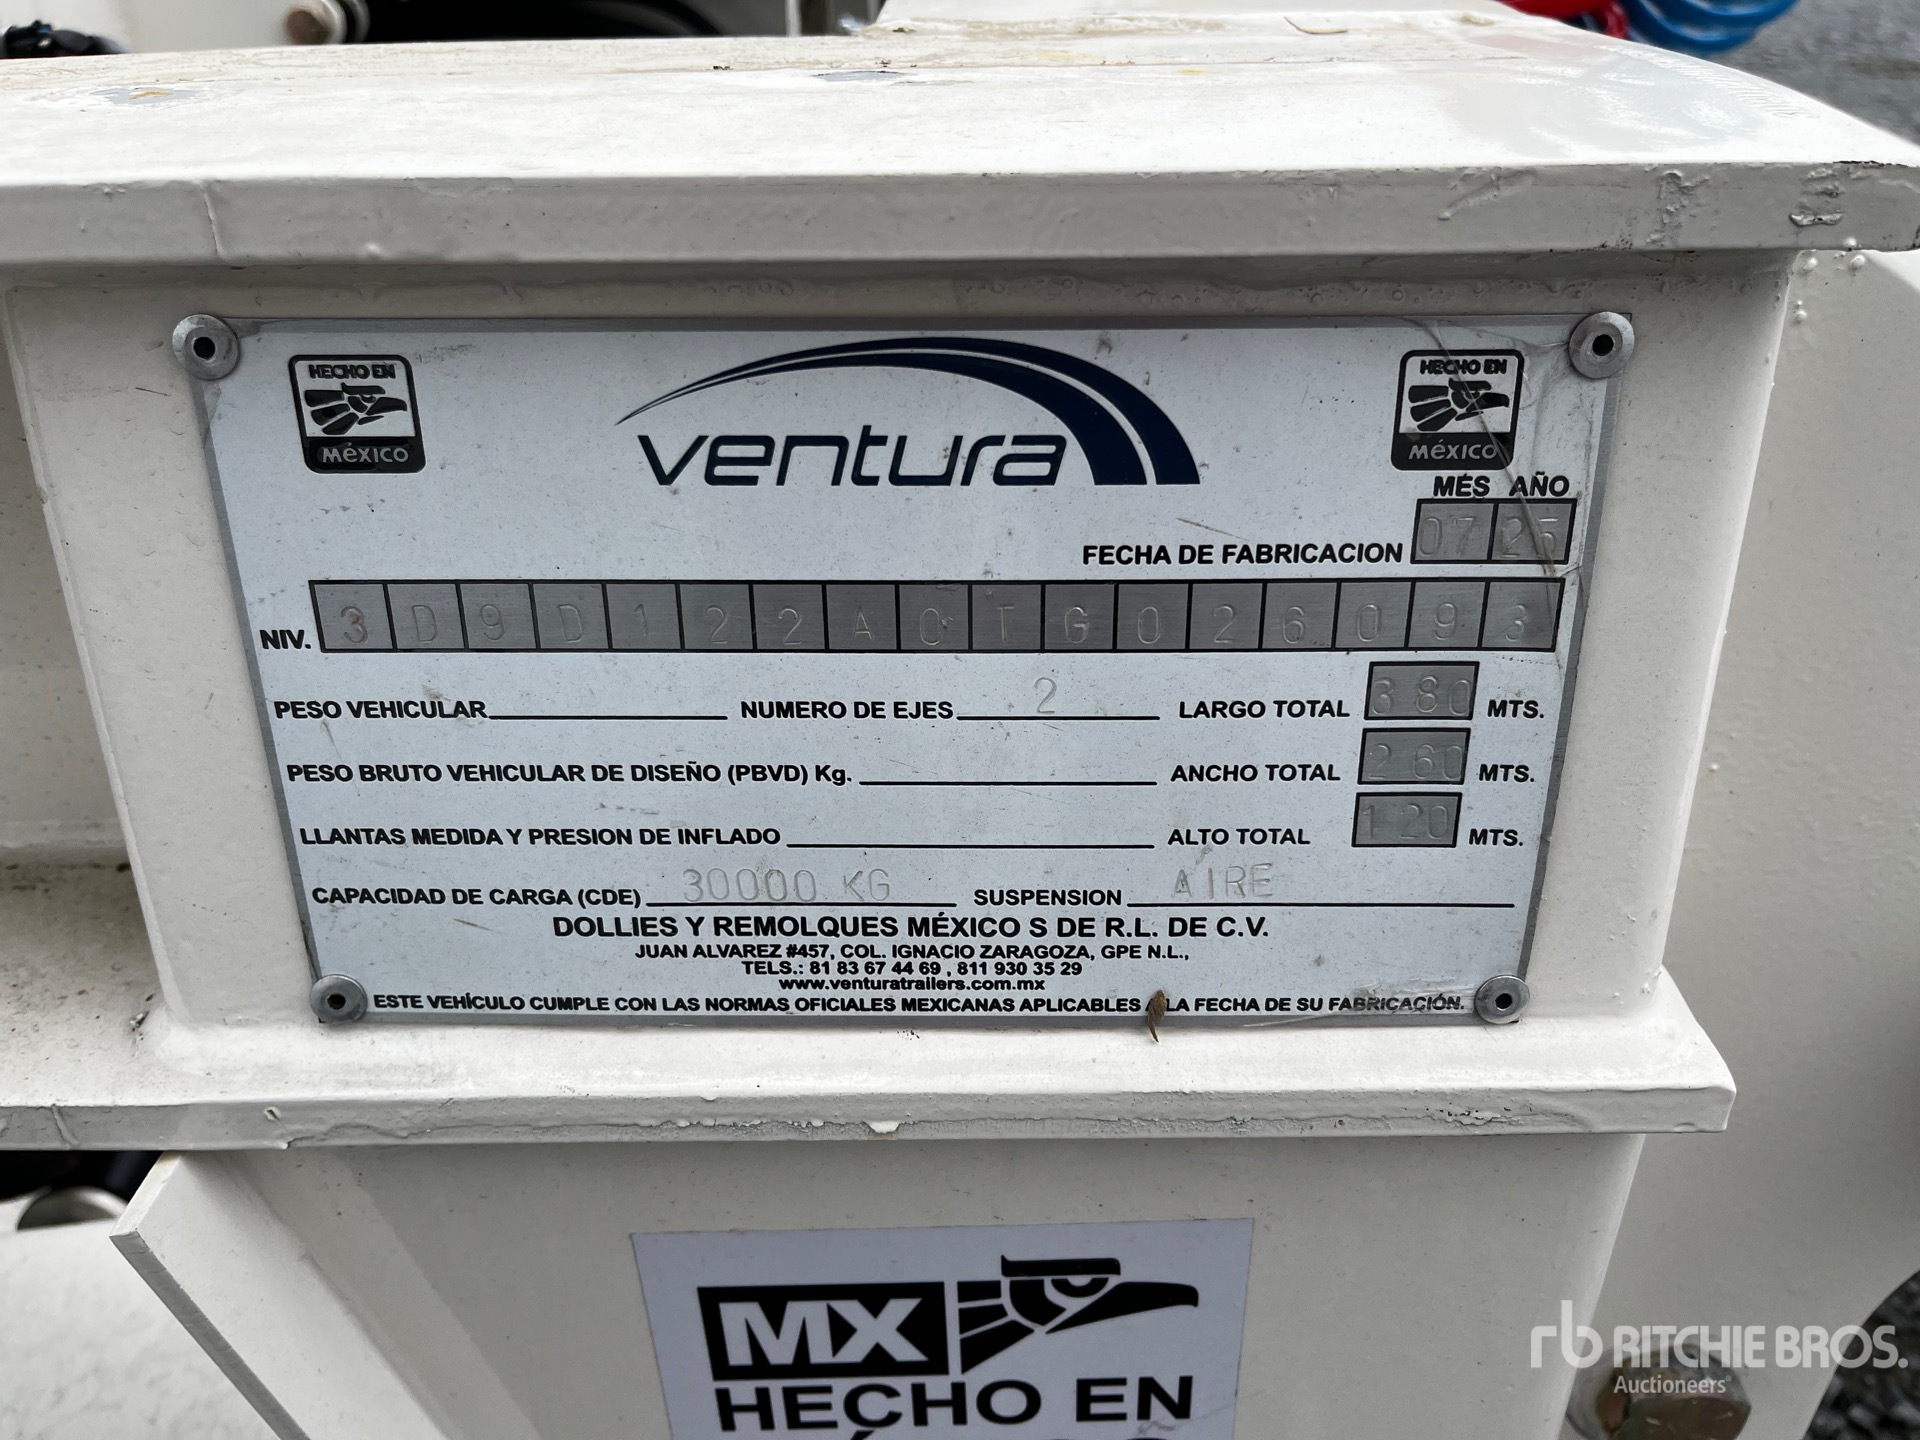 HECHO EN
MÉXICO
ventura
HECHO EN
MÉXICO
MES AÑO
FECHA DE FABRICACION 07 25
NIV. 3 D 9 D 1 2 2 A 0 T G 0 2 6 0 9 3
PESO VEHICULAR NUMERO DE EJES 2 LARGO TOTAL 3 80 MTS.
PESO BRUTO VEHICULAR DE DISEÑO (PBVD) Kg. ANCHO TOTAL 2 60 MTS.
LLANTAS MEDIDA Y PRESION DE INFLADO ALTO TOTAL 1 20 MTS.
CAPACIDAD DE CARGA (CDE) 30000 KG SUSPENSION AIRE
DOLLIES Y REMOLQUES MÉXICO S DE R.L. DE C.V.
JUAN ALVAREZ #457, COL. IGNACIO ZARAGOZA, GPE N.L.,
TELS.: 81 83 67 44 69 , 811 930 35 29
www.venturatrailers.com.mx
ESTE VEHÍCULO CUMPLE CON LAS NORMAS OFICIALES MEXICANAS APLICABLES A LA FECHA DE SU FABRICACIÓN.
MX
HECHO EN
rb RITCHIE BROS.
Auctioneers